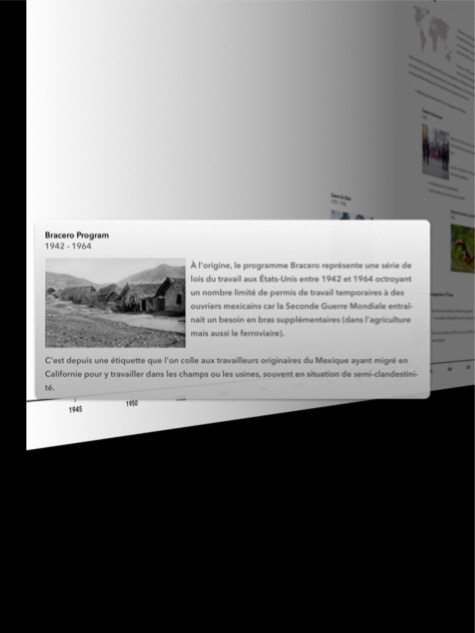 Bracero Program
1942 - 1964
À l'origine, le programme Bracero représente une série de
lois du travail aux États-Unis entre 1942 et 1964 octroyant
un nombre limité de permis de travail temporaires à des
ouvriers mexicains car la Seconde Guerre Mondiale entraî-
nait un besoin en bras supplémentaires (dans l'agriculture
mais aussi le ferroviaire).
C'est depuis une étiquette que l'on colle aux travailleurs originaires du Mexique ayant migré en
Californie pour y travailler dans les champs ou les usines, souvent en situation de semi-clandestini-
té.
1945
1950